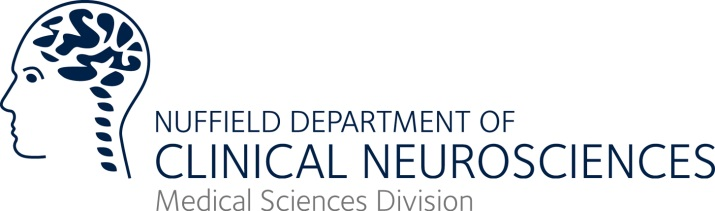 NUFFIELD DEPARTMENT OF
CLINICAL NEUROSCIENCES
Medical Sciences Division